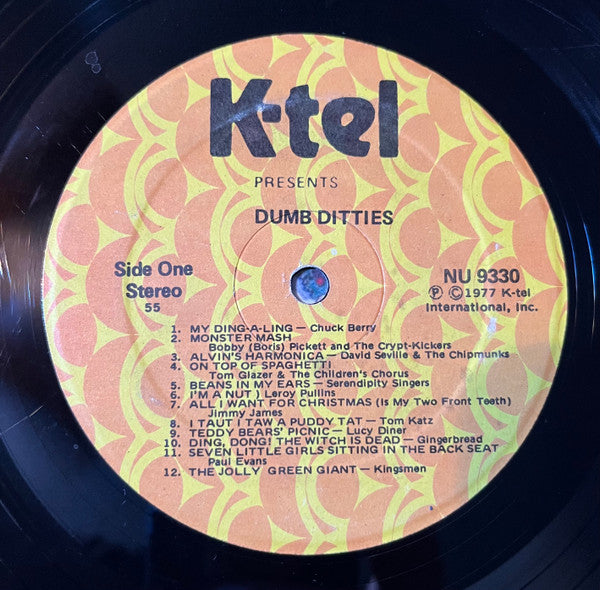 K-tel
PRESENTS
DUMB DITTIES
Side One
Stereo
55
NU 9330
Ⓟ ©1977 K-tel
International, Inc.
1. MY DING-A-LING — Chuck Berry
2. MONSTER MASH
Bobby (Boris) Pickett and The Crypt-Kickers
3. ALVIN'S HARMONICA — David Seville & The Chipmunks
4. ON TOP OF SPAGHETTI
Tom Glazer & The Children's Chorus
5. BEANS IN MY EARS — Serendipity Singers
6. I'M A NUT ) Leroy Pullins
7. ALL I WANT FOR CHRISTMAS (Is My Two Front Teeth)
Jimmy James
8. I TAUT I TAW A PUDDY TAT — Tom Katz
9. TEDDY BEARS' PICNIC — Lucy Diner
10. DING, DONG! THE WITCH IS DEAD — Gingerbread
11. SEVEN LITTLE GIRLS SITTING IN THE BACK SEAT
Paul Evans
12. THE JOLLY GREEN GIANT — Kingsmen